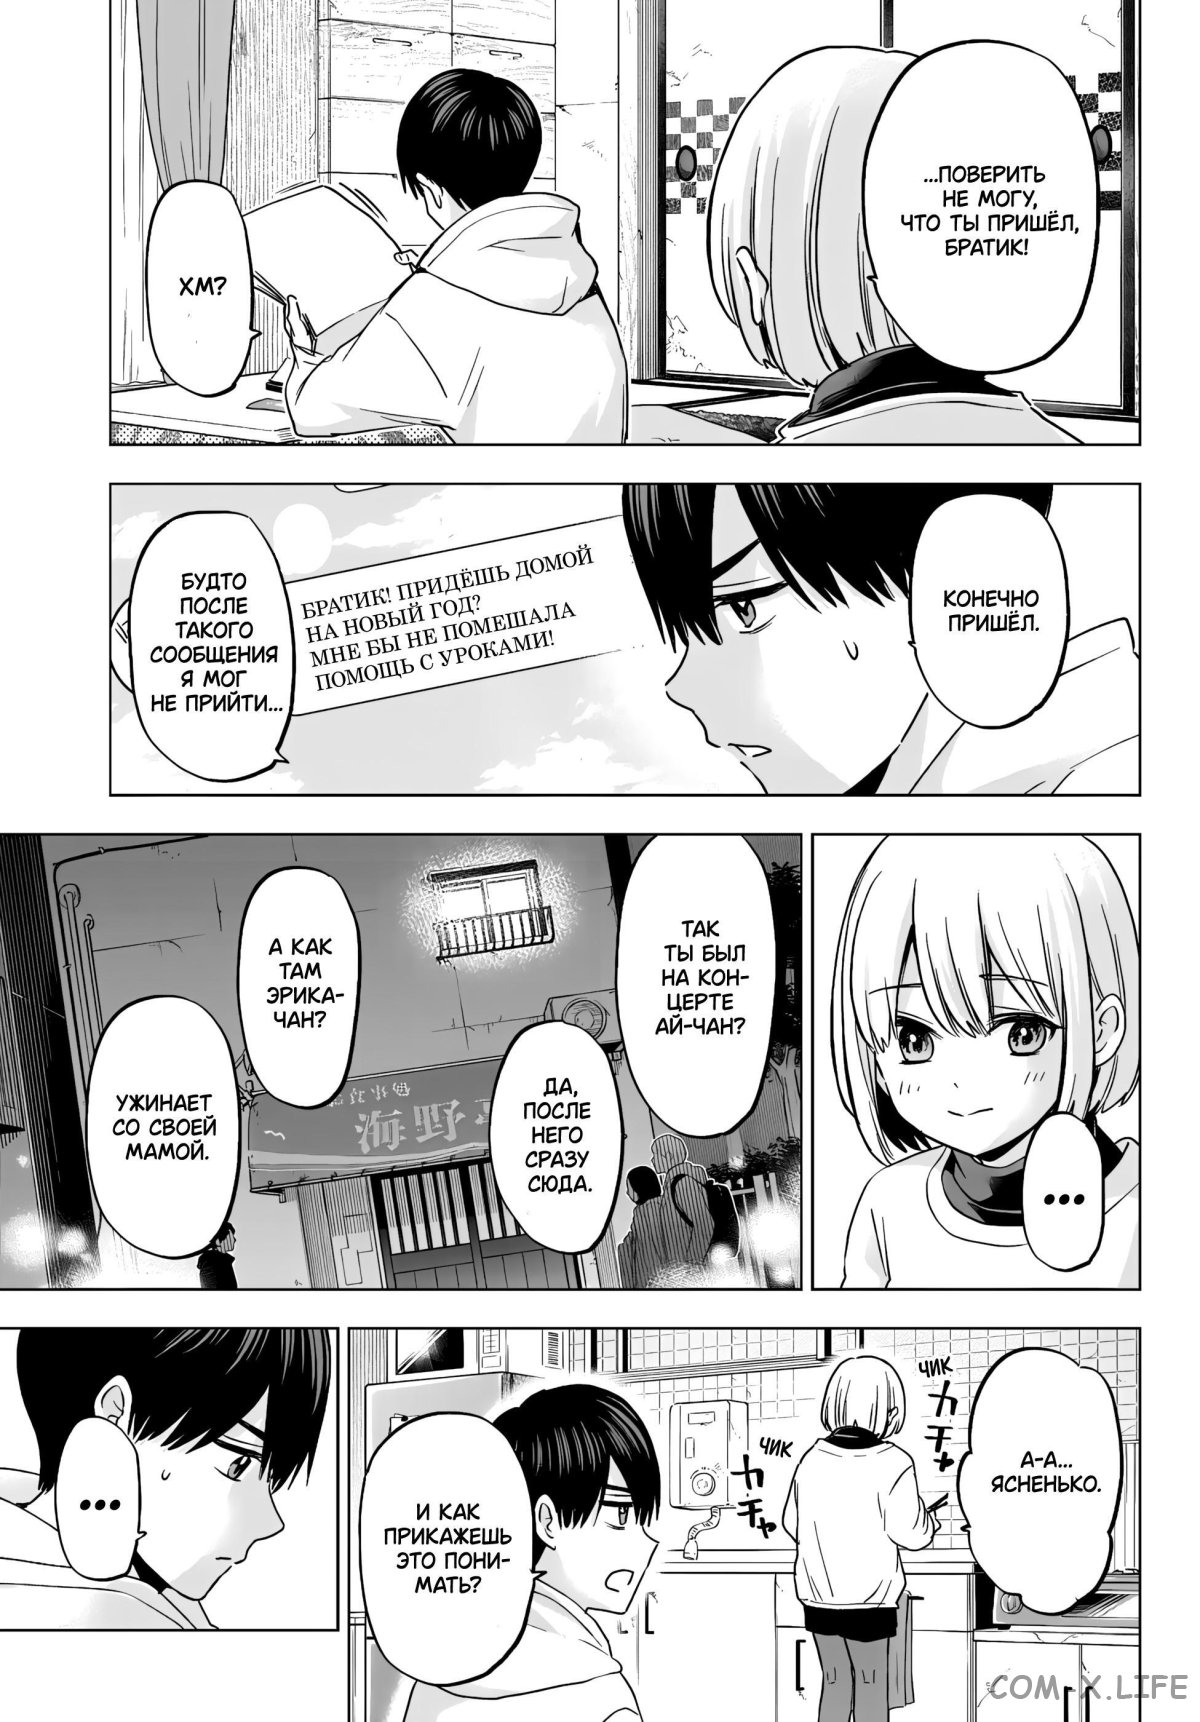 ...ПОВЕРИТЬ
НЕ МОГУ,
ЧТО ТЫ ПРИШЁЛ,
БРАТИК!
ХМ?
КОНЕЧНО
ПРИШЁЛ.
БРАТИК! ПРИДЁШЬ ДОМОЙ
НА НОВЫЙ ГОД?
МНЕ БЫ НЕ ПОМЕШАЛА
ПОМОЩЬ С УРОКАМИ!
БУДТО
ПОСЛЕ
ТАКОГО
СООБЩЕНИЯ
Я МОГ
НЕ ПРИЙТИ...
...
ТАК
ТЫ БЫЛ
НА КОН-
ЦЕРТЕ
АЙ-ЧАН?
ДА,
ПОСЛЕ
НЕГО
СРАЗУ
СЮДА.
А КАК
ТАМ
ЭРИКА-
ЧАН?
УЖИНАЕТ
СО СВОЕЙ
МАМОЙ.
海野
А-А...
ЯСНЕНЬКО.
ЧИК
カチャ
ЧИК
カチャ
И КАК
ПРИКАЖЕШЬ
ЭТО ПОНИ-
МАТЬ?
...
COM-X.LIFE